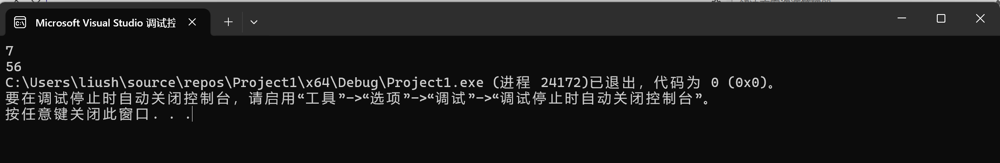 Microsoft Visual Studio 调试控
7
56
C:\Users\liush\source\repos\Project1\x64\Debug\Project1.exe (进程 24172)已退出，代码为 0 (0x0)。
要在调试停止时自动关闭控制台，请启用“工具”->“选项”->“调试”->“调试停止时自动关闭控制台”。
按任意键关闭此窗口. . .